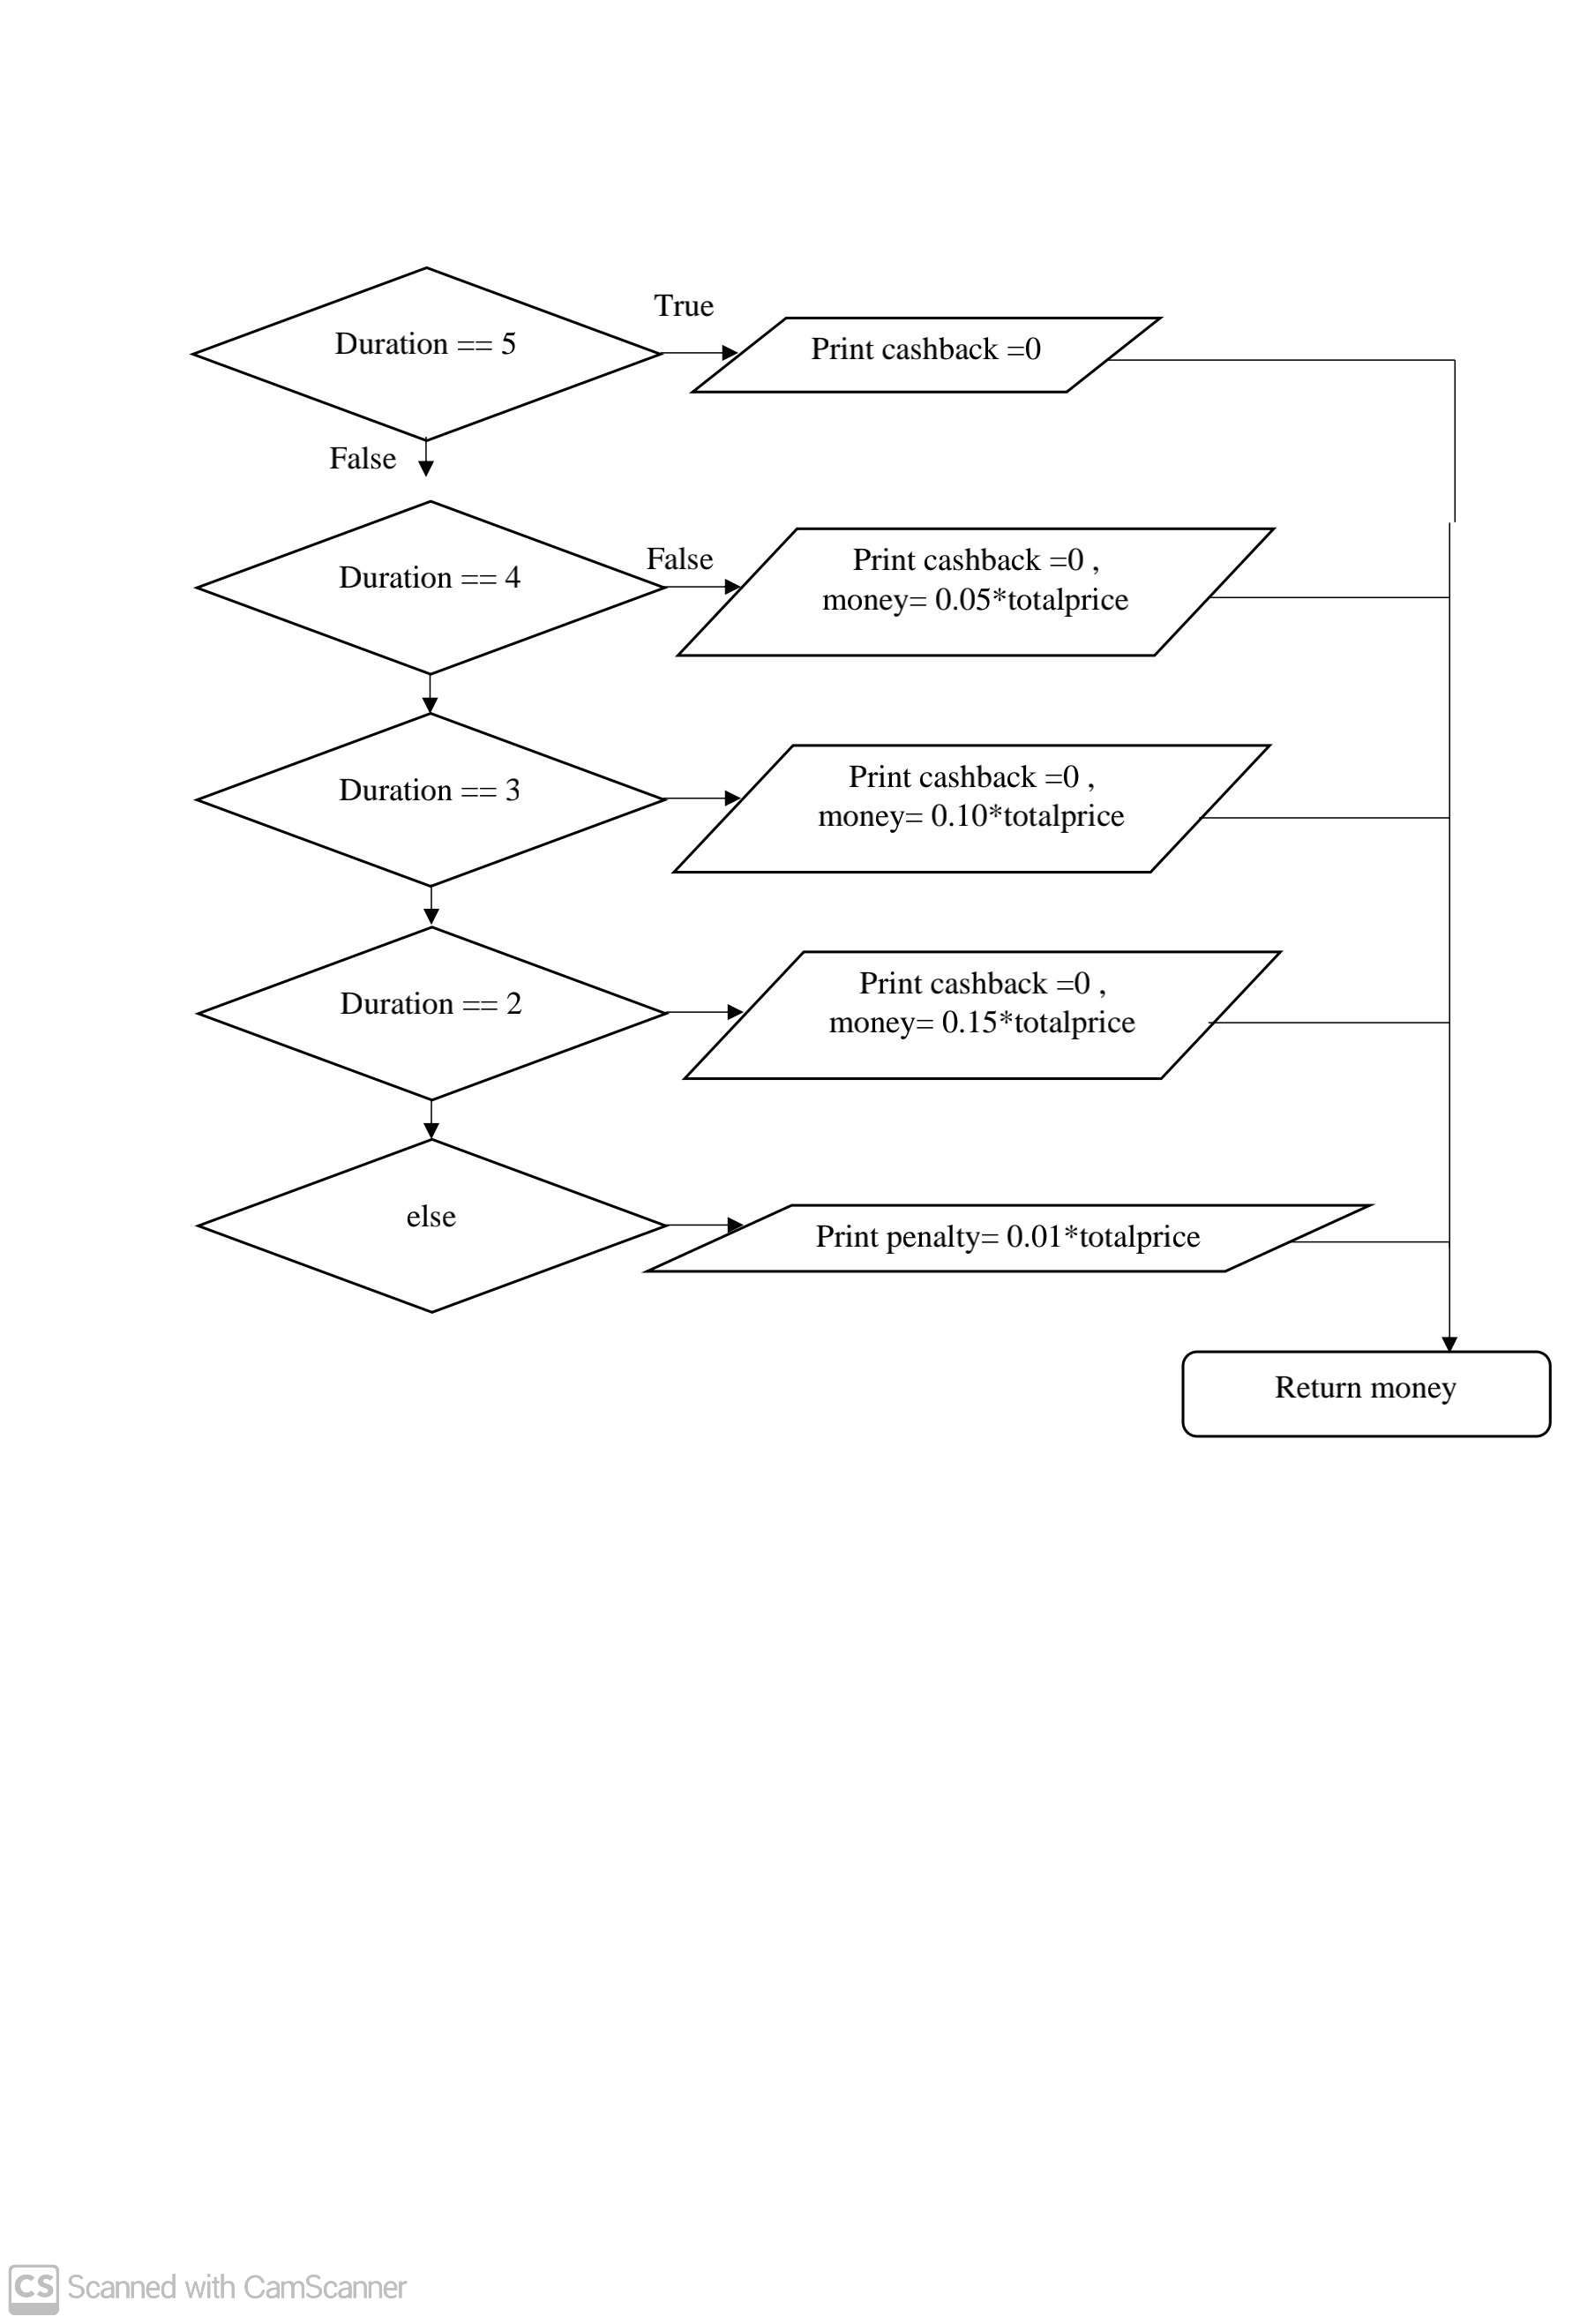 Duration == 5
True
Print cashback =0
False
Duration == 4
False
Print cashback =0 ,
money= 0.05*totalprice
Duration == 3
Print cashback =0 ,
money= 0.10*totalprice
Duration == 2
Print cashback =0 ,
money= 0.15*totalprice
else
Print penalty= 0.01*totalprice
Return money
CS Scanned with CamScanner